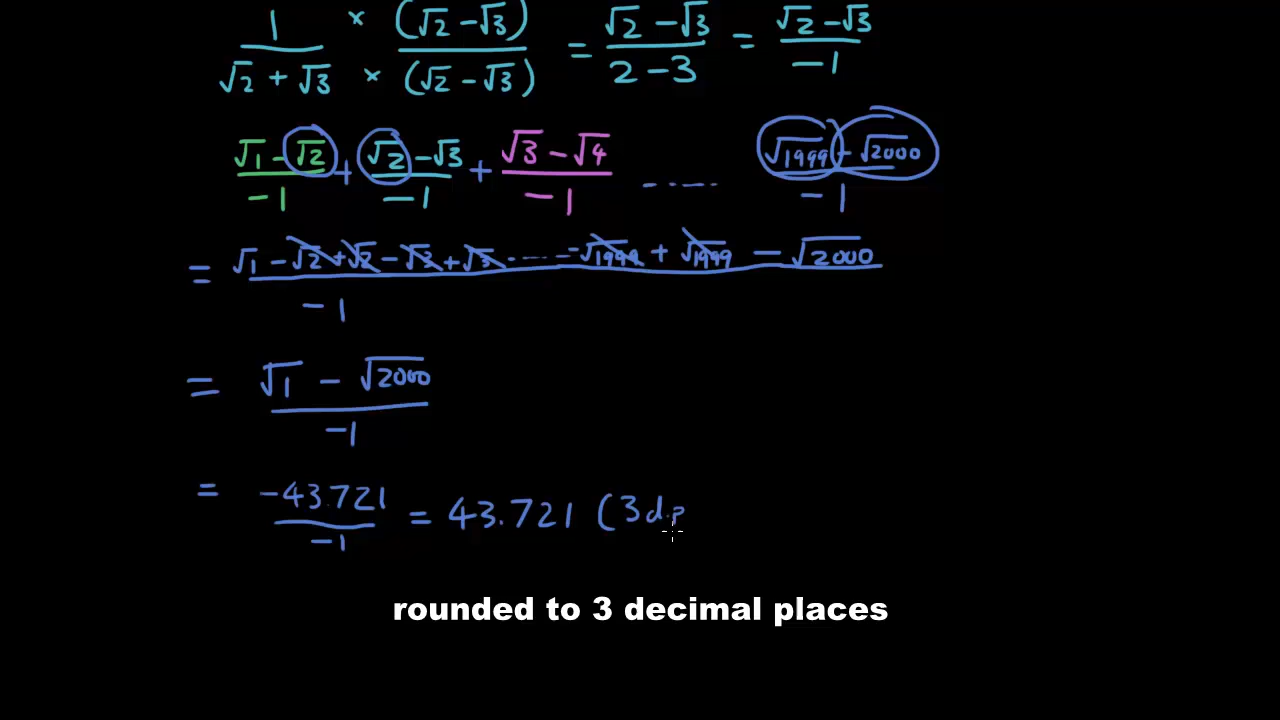 1 × (√2 − √3) = √2 − √3 = √2 − √3
√2 + √3 × (√2 − √3) 2 − 3 −1
√1 − √2 + √2 − √3 + √3 − √4 ...... √1999 − √2000
−1 −1 −1 −1
= √1 − √2 + √2 − √3 + √3 ...... − √1999 + √1999 − √2000
−1
= √1 − √2000
−1
= −43.721 = 43.721 (3 d.p
−1
rounded to 3 decimal places